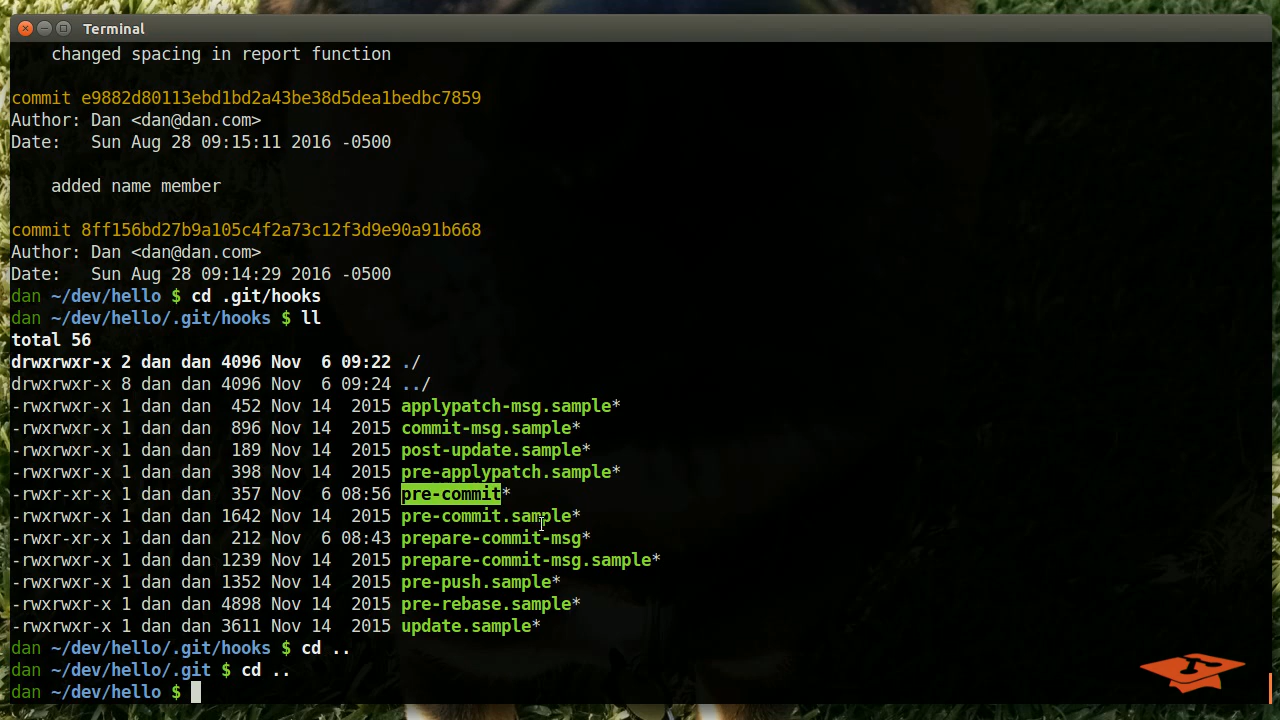 Terminal
changed spacing in report function
commit e9882d80113ebd1bd2a43be38d5dea1bedbc7859
Author: Dan <dan@dan.com>
Date:   Sun Aug 28 09:15:11 2016 -0500
added name member
commit 8ff156bd27b9a105c4f2a73c12f3d9e90a91b668
Author: Dan <dan@dan.com>
Date:   Sun Aug 28 09:14:29 2016 -0500
dan ~/dev/hello $ cd .git/hooks
dan ~/dev/hello/.git/hooks $ ll
total 56
drwxrwxr-x 2 dan dan 4096 Nov  6 09:22 ./
drwxrwxr-x 8 dan dan 4096 Nov  6 09:24 ../
-rwxrwxr-x 1 dan dan  452 Nov 14  2015 applypatch-msg.sample*
-rwxrwxr-x 1 dan dan  896 Nov 14  2015 commit-msg.sample*
-rwxrwxr-x 1 dan dan  189 Nov 14  2015 post-update.sample*
-rwxrwxr-x 1 dan dan  398 Nov 14  2015 pre-applypatch.sample*
-rwxr-xr-x 1 dan dan  357 Nov  6 08:56 pre-commit*
-rwxrwxr-x 1 dan dan 1642 Nov 14  2015 pre-commit.sample*
-rwxr-xr-x 1 dan dan  212 Nov  6 08:43 prepare-commit-msg*
-rwxrwxr-x 1 dan dan 1239 Nov 14  2015 prepare-commit-msg.sample*
-rwxrwxr-x 1 dan dan 1352 Nov 14  2015 pre-push.sample*
-rwxrwxr-x 1 dan dan 4898 Nov 14  2015 pre-rebase.sample*
-rwxrwxr-x 1 dan dan 3611 Nov 14  2015 update.sample*
dan ~/dev/hello/.git/hooks $ cd ..
dan ~/dev/hello/.git $ cd ..
dan ~/dev/hello $